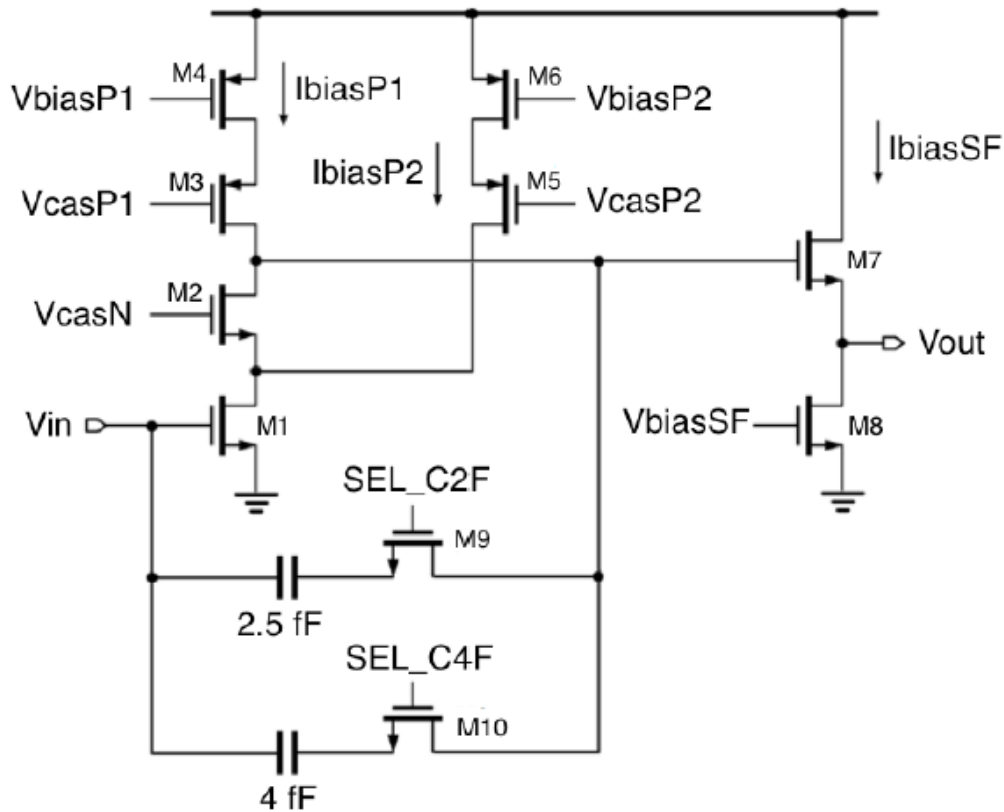 M4
IbiasP1
M6
VbiasP1
VbiasP2
IbiasP2
IbiasSF
M3
M5
VcasP1
VcasP2
M7
M2
VcasN
Vout
Vin
M1
VbiasSF
M8
SEL_C2F
M9
2.5 fF
SEL_C4F
M10
4 fF